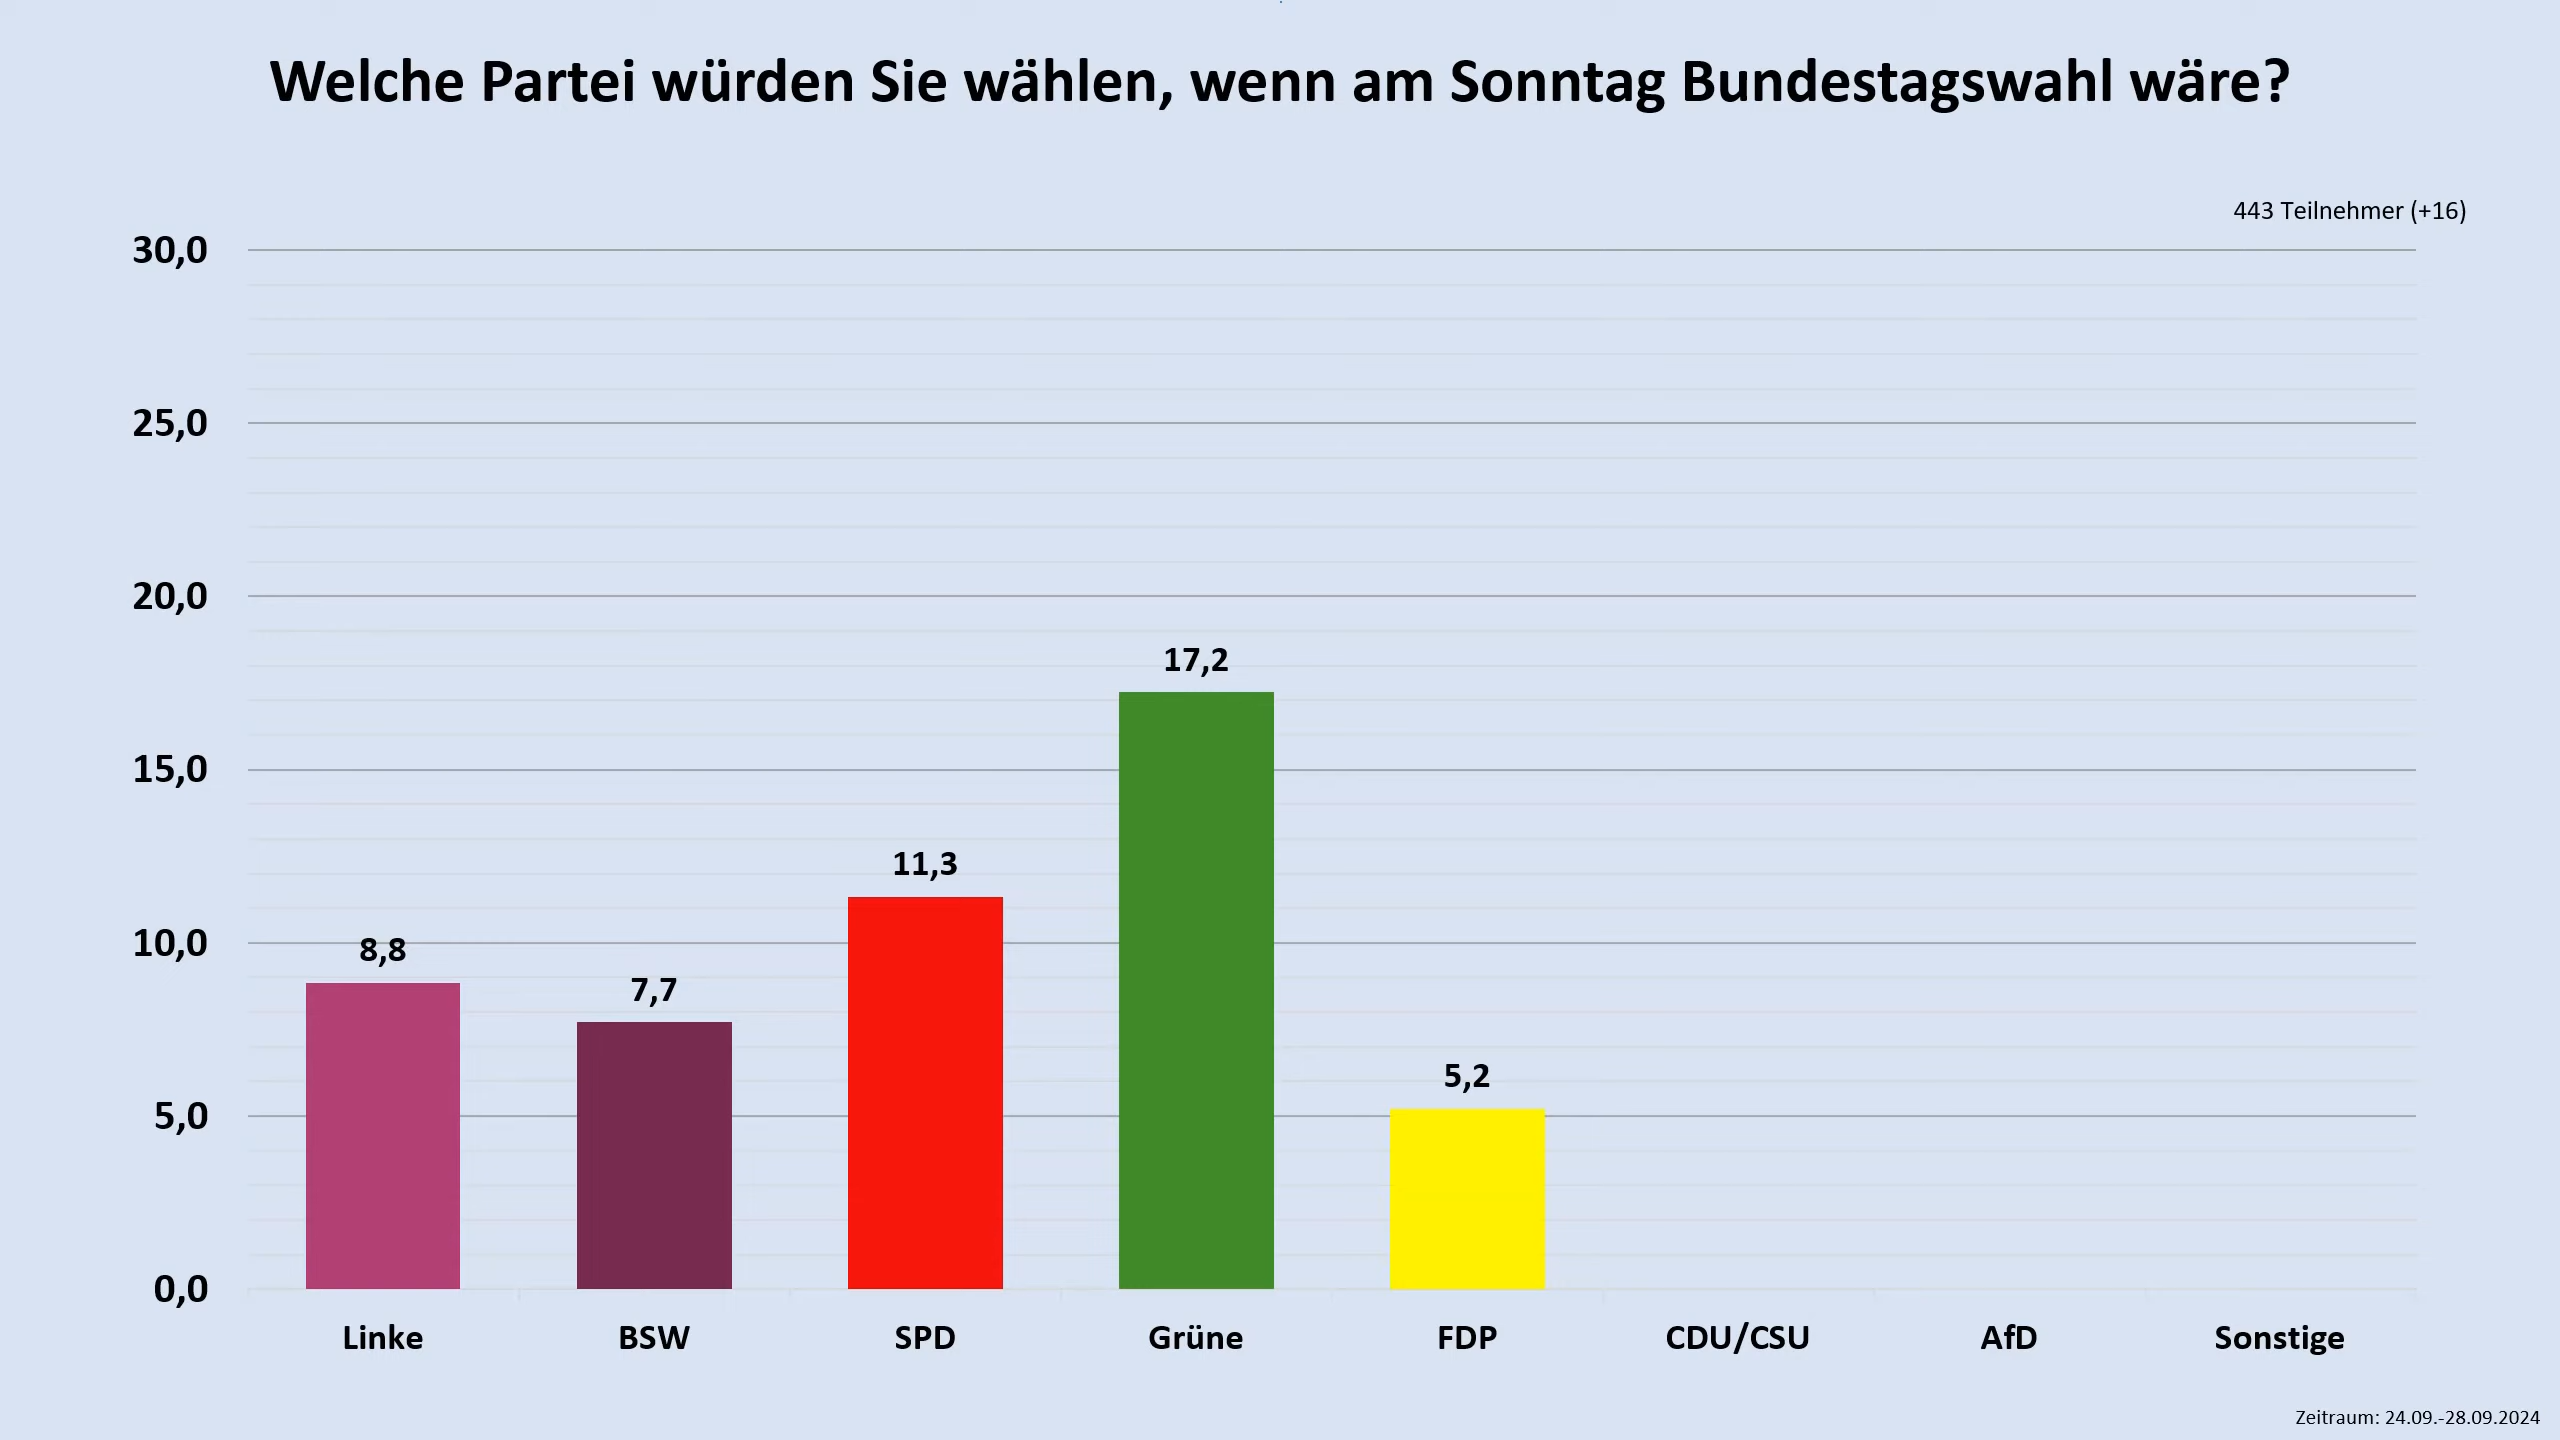 Welche Partei würden Sie wählen, wenn am Sonntag Bundestagswahl wäre?
443 Teilnehmer (+16)
30,0
25,0
20,0
15,0
10,0
5,0
0,0
8,8
7,7
11,3
17,2
5,2
Linke
BSW
SPD
Grüne
FDP
CDU/CSU
AfD
Sonstige
Zeitraum: 24.09.-28.09.2024